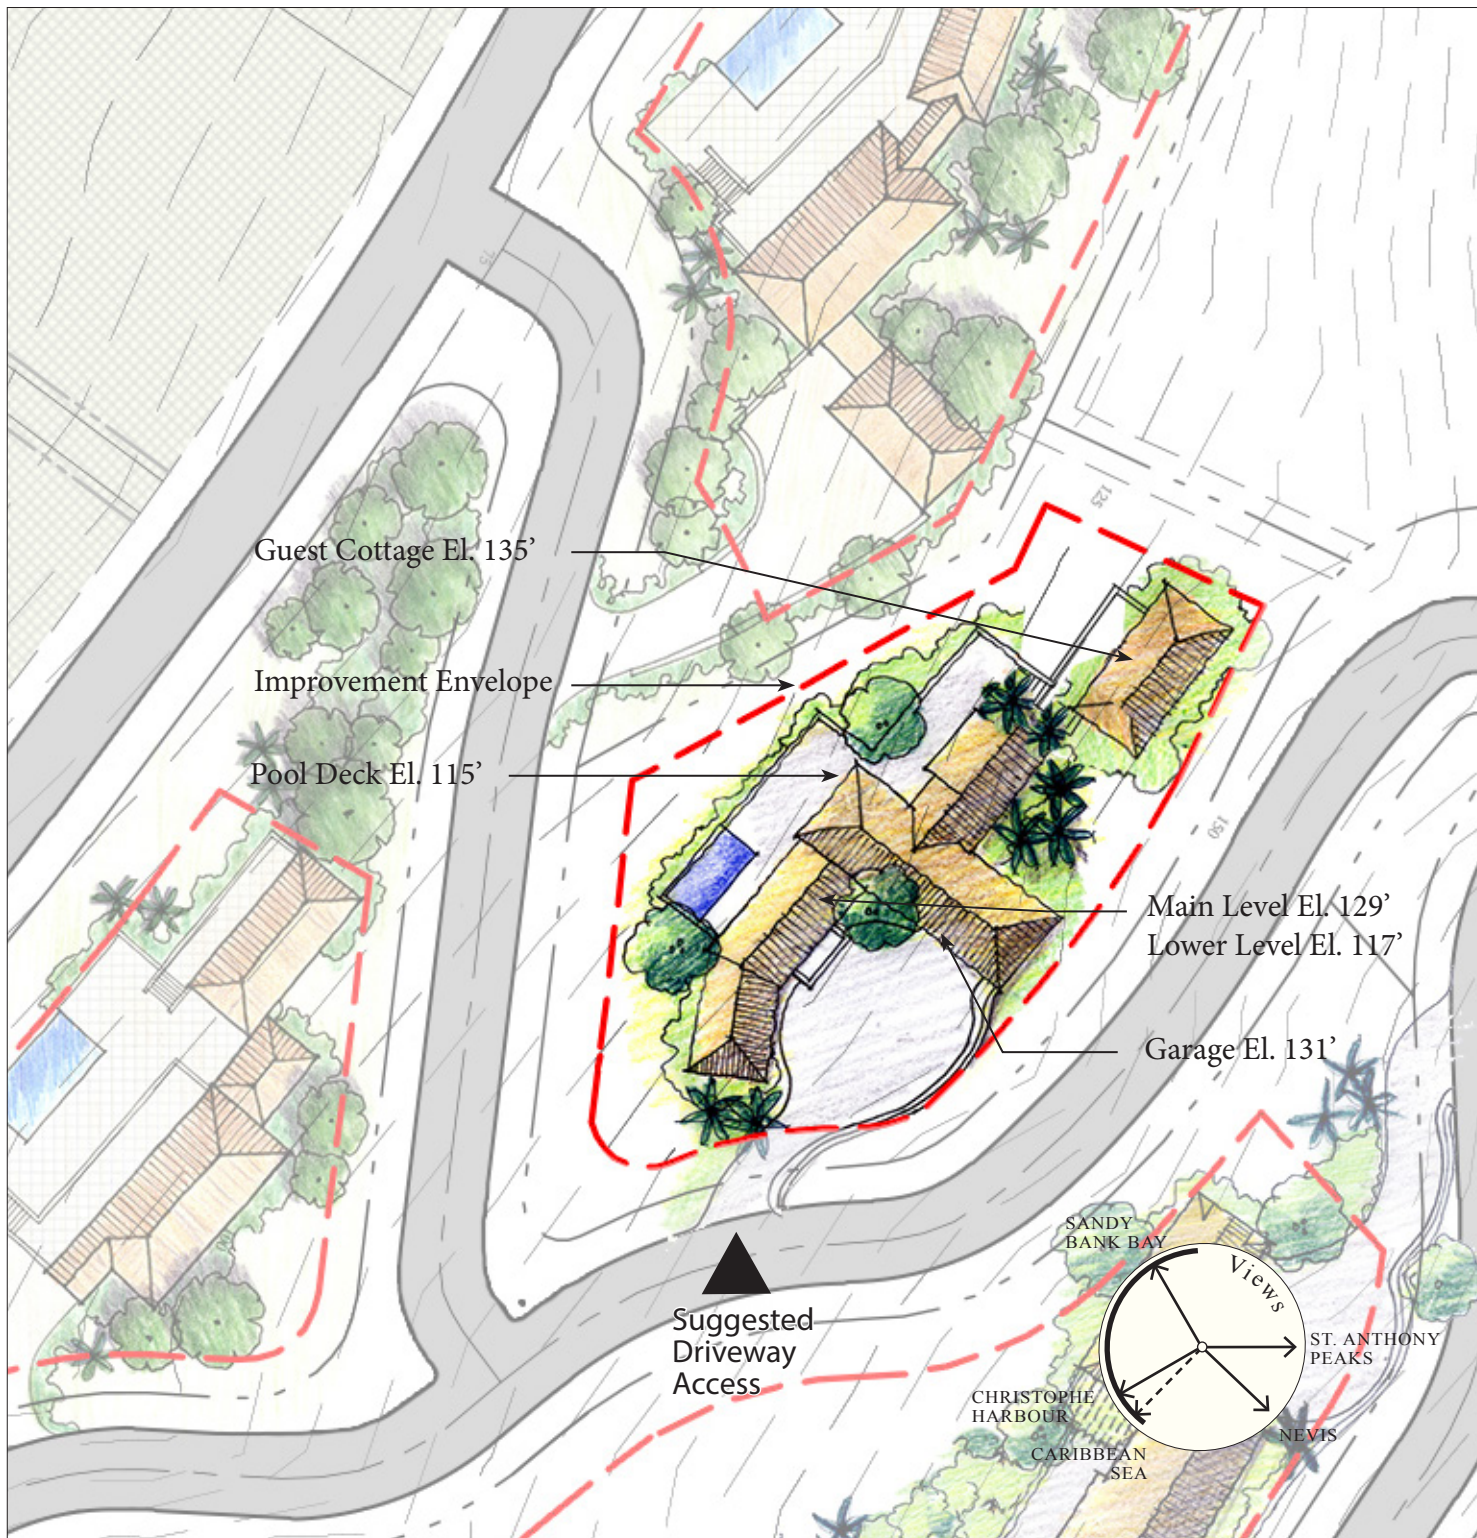 75
125
Guest Cottage El. 135’
Improvement Envelope
Pool Deck El. 115’
150
Main Level El. 129’
Lower Level El. 117’
Garage El. 131’
Suggested
Driveway
Access
SANDY
BANK BAY
Views
ST. ANTHONY
PEAKS
CHRISTOPHE
HARBOUR
NEVIS
CARIBBEAN
SEA